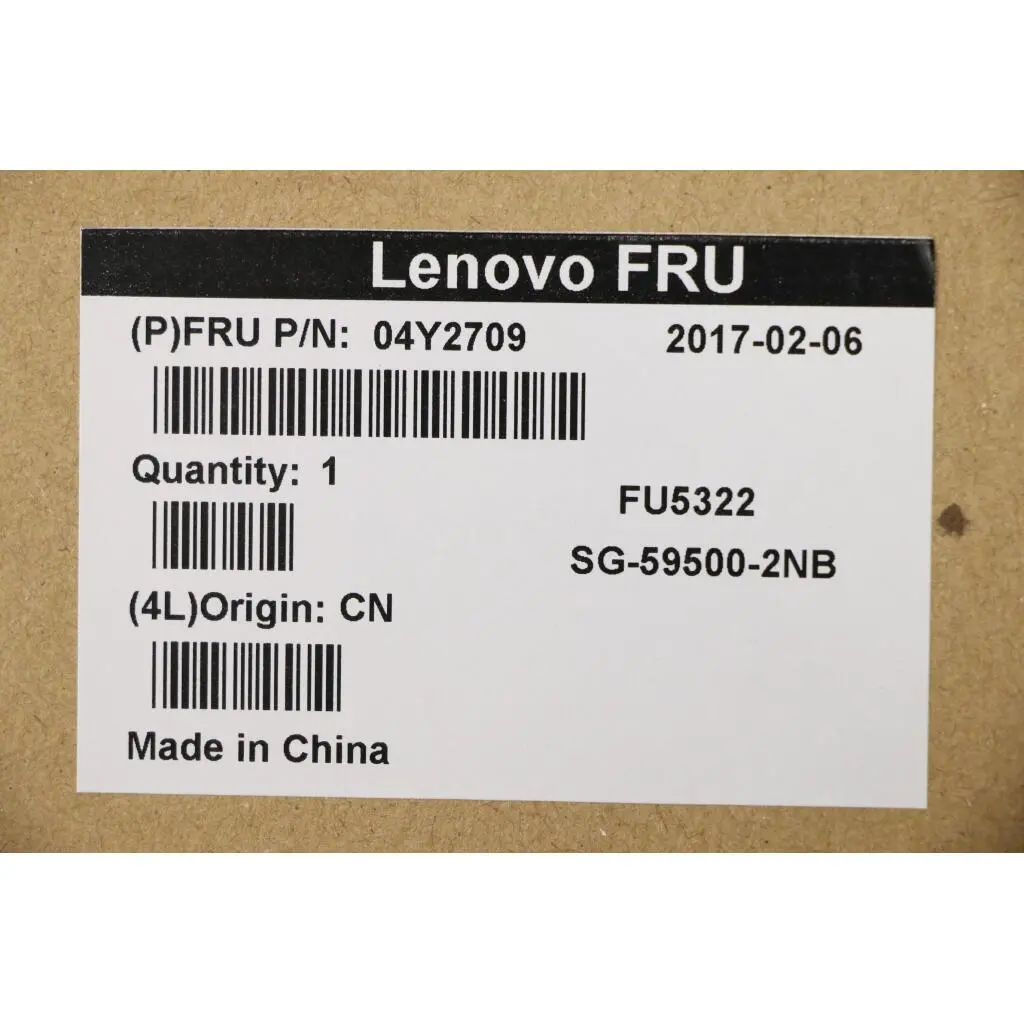 Lenovo FRU
(P)FRU P/N: 04Y2709 2017-02-06
Quantity: 1
FU5322
SG-59500-2NB
(4L)Origin: CN
Made in China